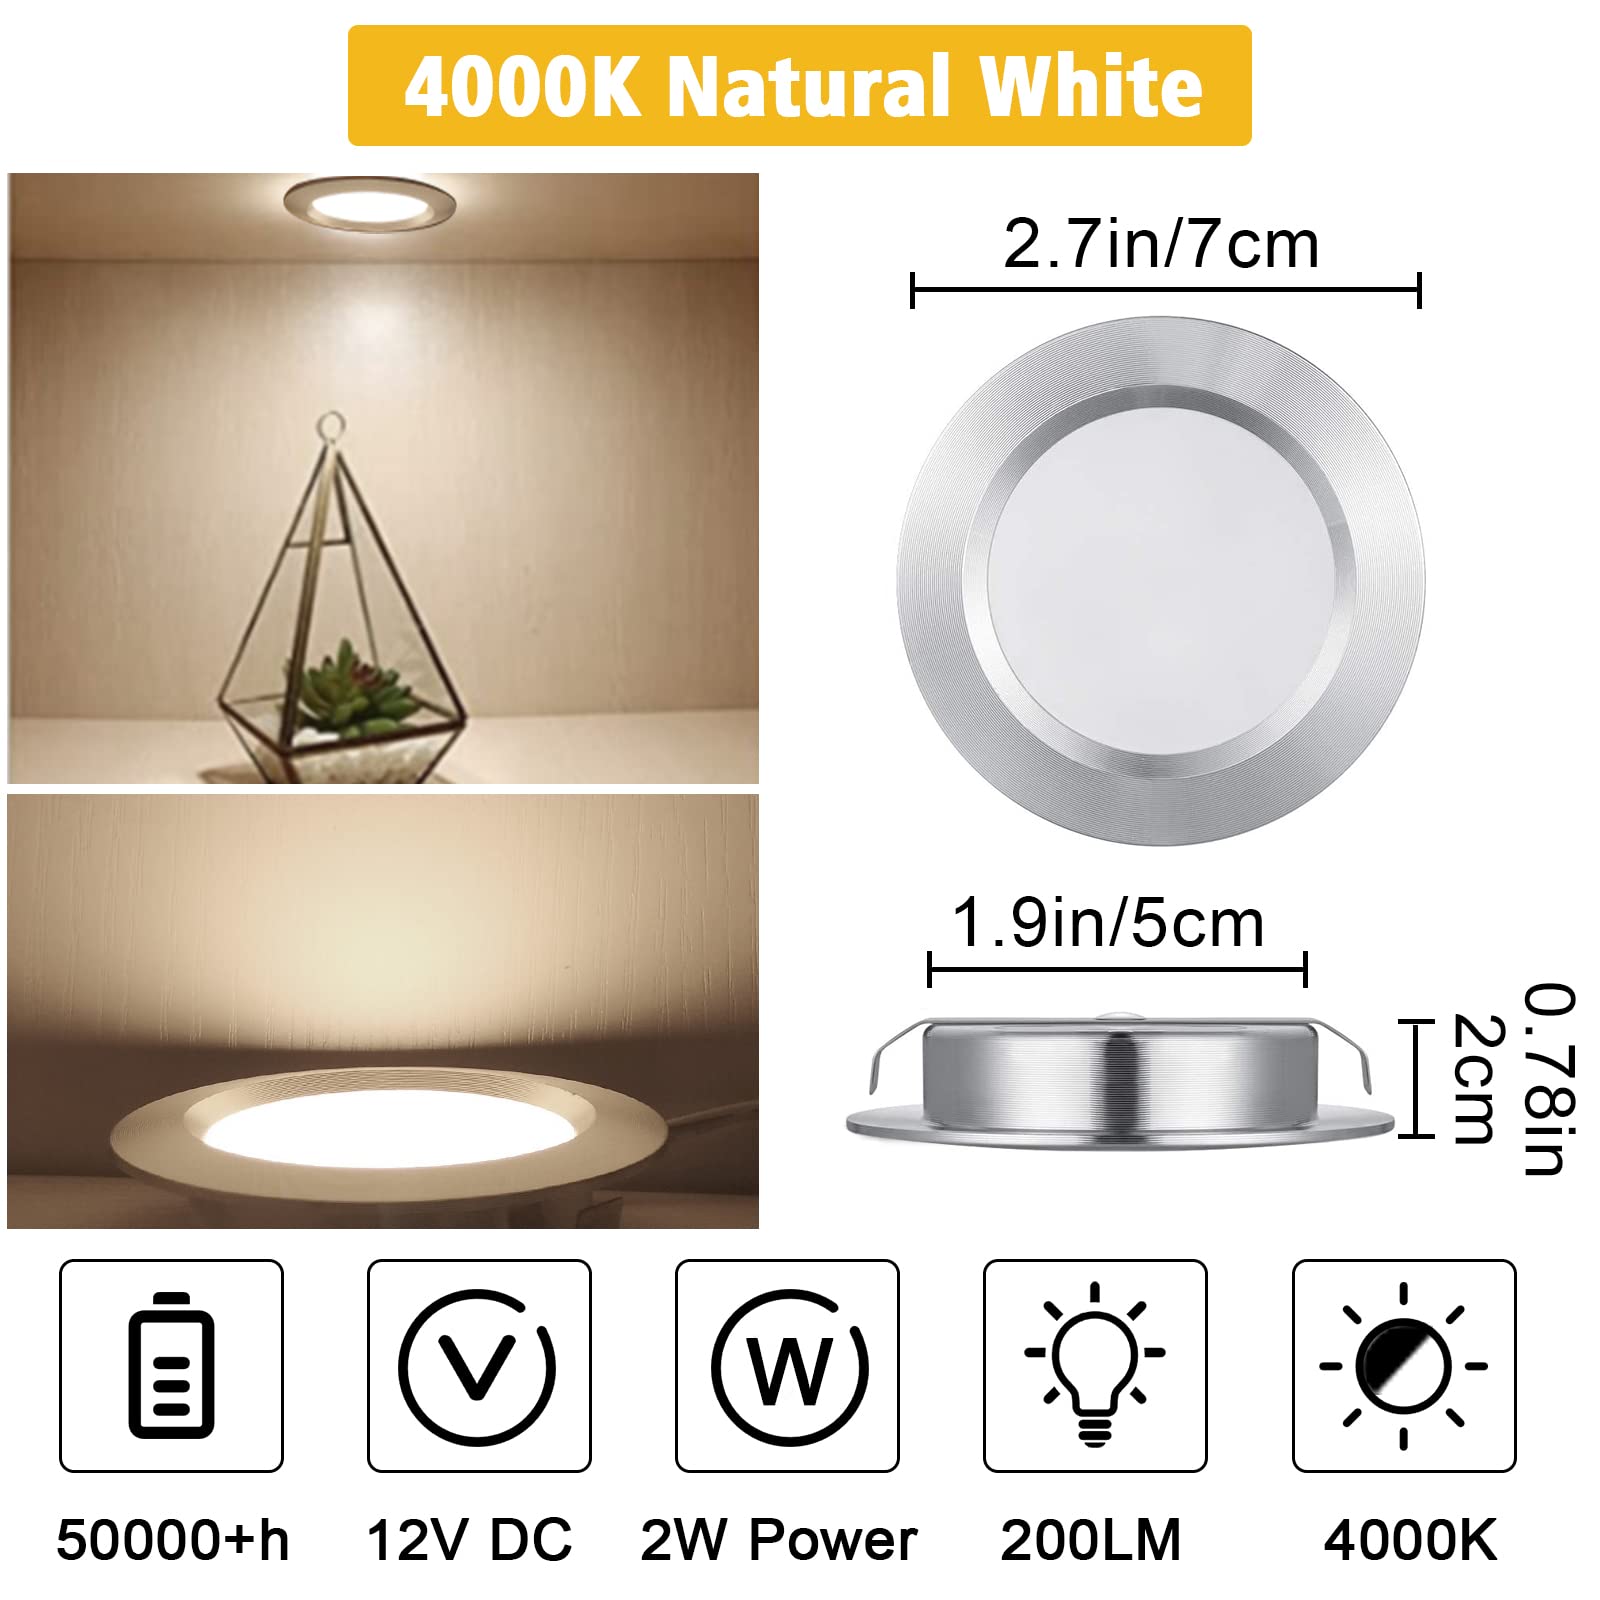 4000K Natural White
2.7in/7cm
1.9in/5cm
0.78in
2cm
V
W
50000+h
12V DC
2W Power
200LM
4000K